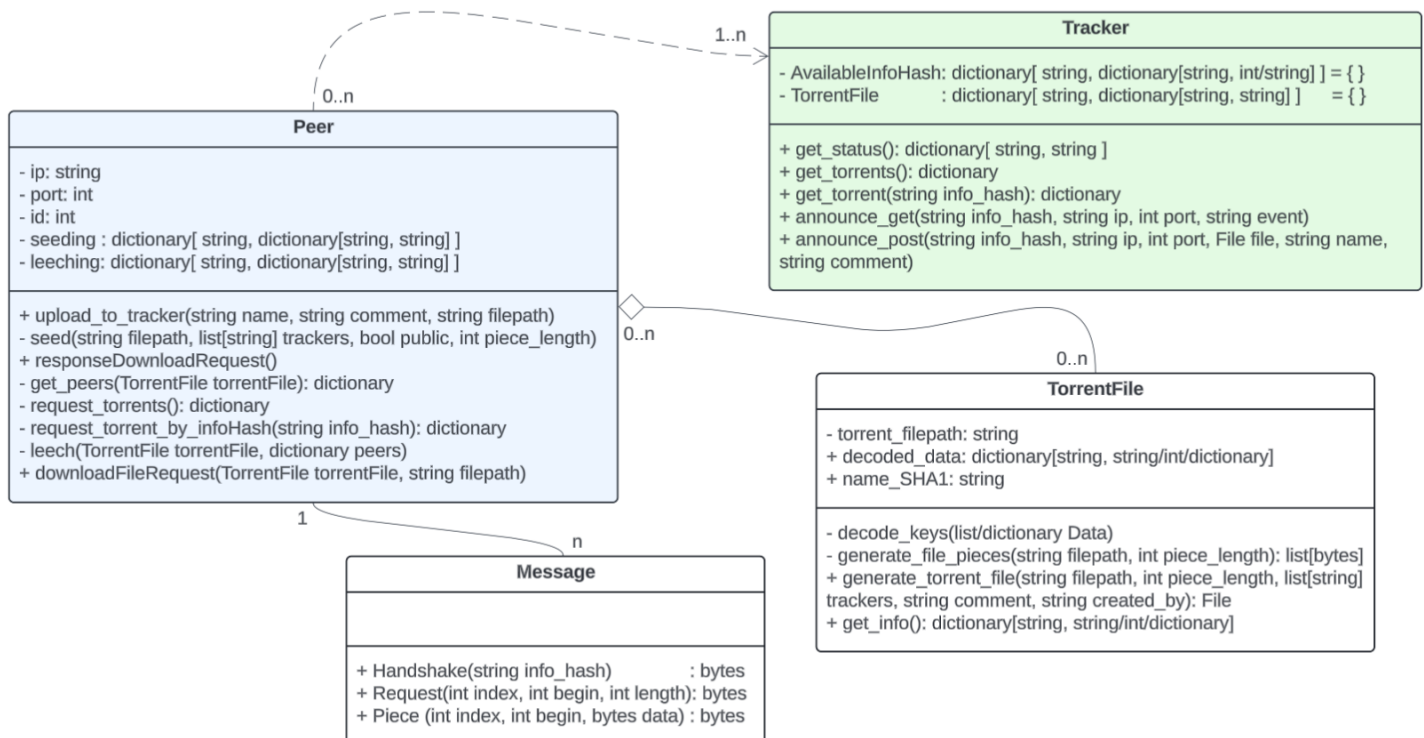 1..n
0..n
Tracker
- AvailableInfoHash: dictionary[ string, dictionary[string, int/string] ] = { }
- TorrentFile : dictionary[ string, dictionary[string, string] ] = { }
+ get_status(): dictionary[ string, string ]
+ get_torrents(): dictionary
+ get_torrent(string info_hash): dictionary
+ announce_get(string info_hash, string ip, int port, string event)
+ announce_post(string info_hash, string ip, int port, File file, string name,
string comment)
Peer
- ip: string
- port: int
- id: int
- seeding : dictionary[ string, dictionary[string, string] ]
- leeching: dictionary[ string, dictionary[string, string] ]
+ upload_to_tracker(string name, string comment, string filepath)
- seed(string filepath, list[string] trackers, bool public, int piece_length)
+ responseDownloadRequest()
- get_peers(TorrentFile torrentFile): dictionary
- request_torrents(): dictionary
- request_torrent_by_infoHash(string info_hash): dictionary
- leech(TorrentFile torrentFile, dictionary peers)
+ downloadFileRequest(TorrentFile torrentFile, string filepath)
0..n
0..n
TorrentFile
- torrent_filepath: string
+ decoded_data: dictionary[string, string/int/dictionary]
+ name_SHA1: string
- decode_keys(list/dictionary Data)
- generate_file_pieces(string filepath, int piece_length): list[bytes]
+ generate_torrent_file(string filepath, int piece_length, list[string]
trackers, string comment, string created_by): File
+ get_info(): dictionary[string, string/int/dictionary]
1
n
Message
+ Handshake(string info_hash) : bytes
+ Request(int index, int begin, int length): bytes
+ Piece (int index, int begin, bytes data) : bytes